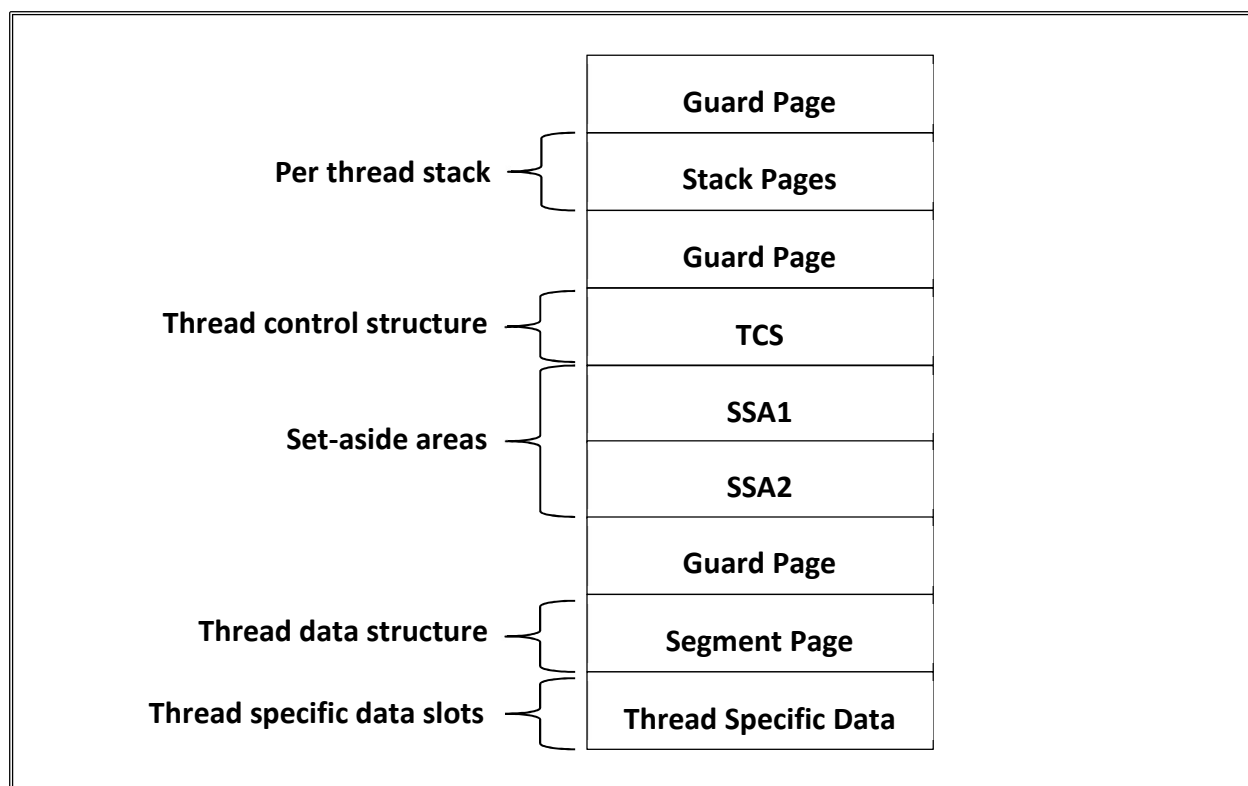 Guard Page
Per thread stack
Stack Pages
Guard Page
Thread control structure
TCS
SSA1
Set-aside areas
SSA2
Guard Page
Thread data structure
Segment Page
Thread specific data slots
Thread Specific Data